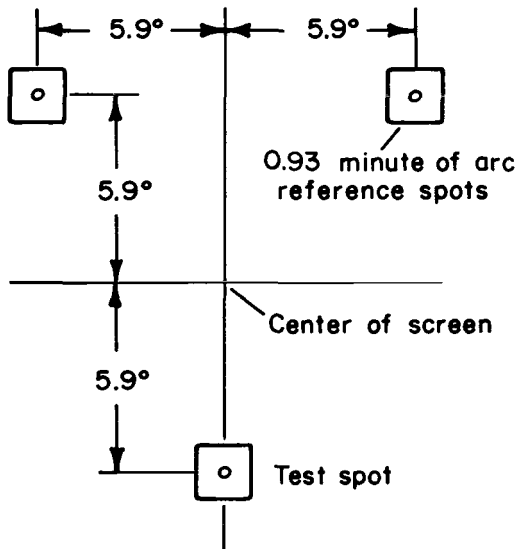 5.9° 5.9°
0.93 minute of arc
reference spots
5.9°
Center of screen
5.9°
Test spot